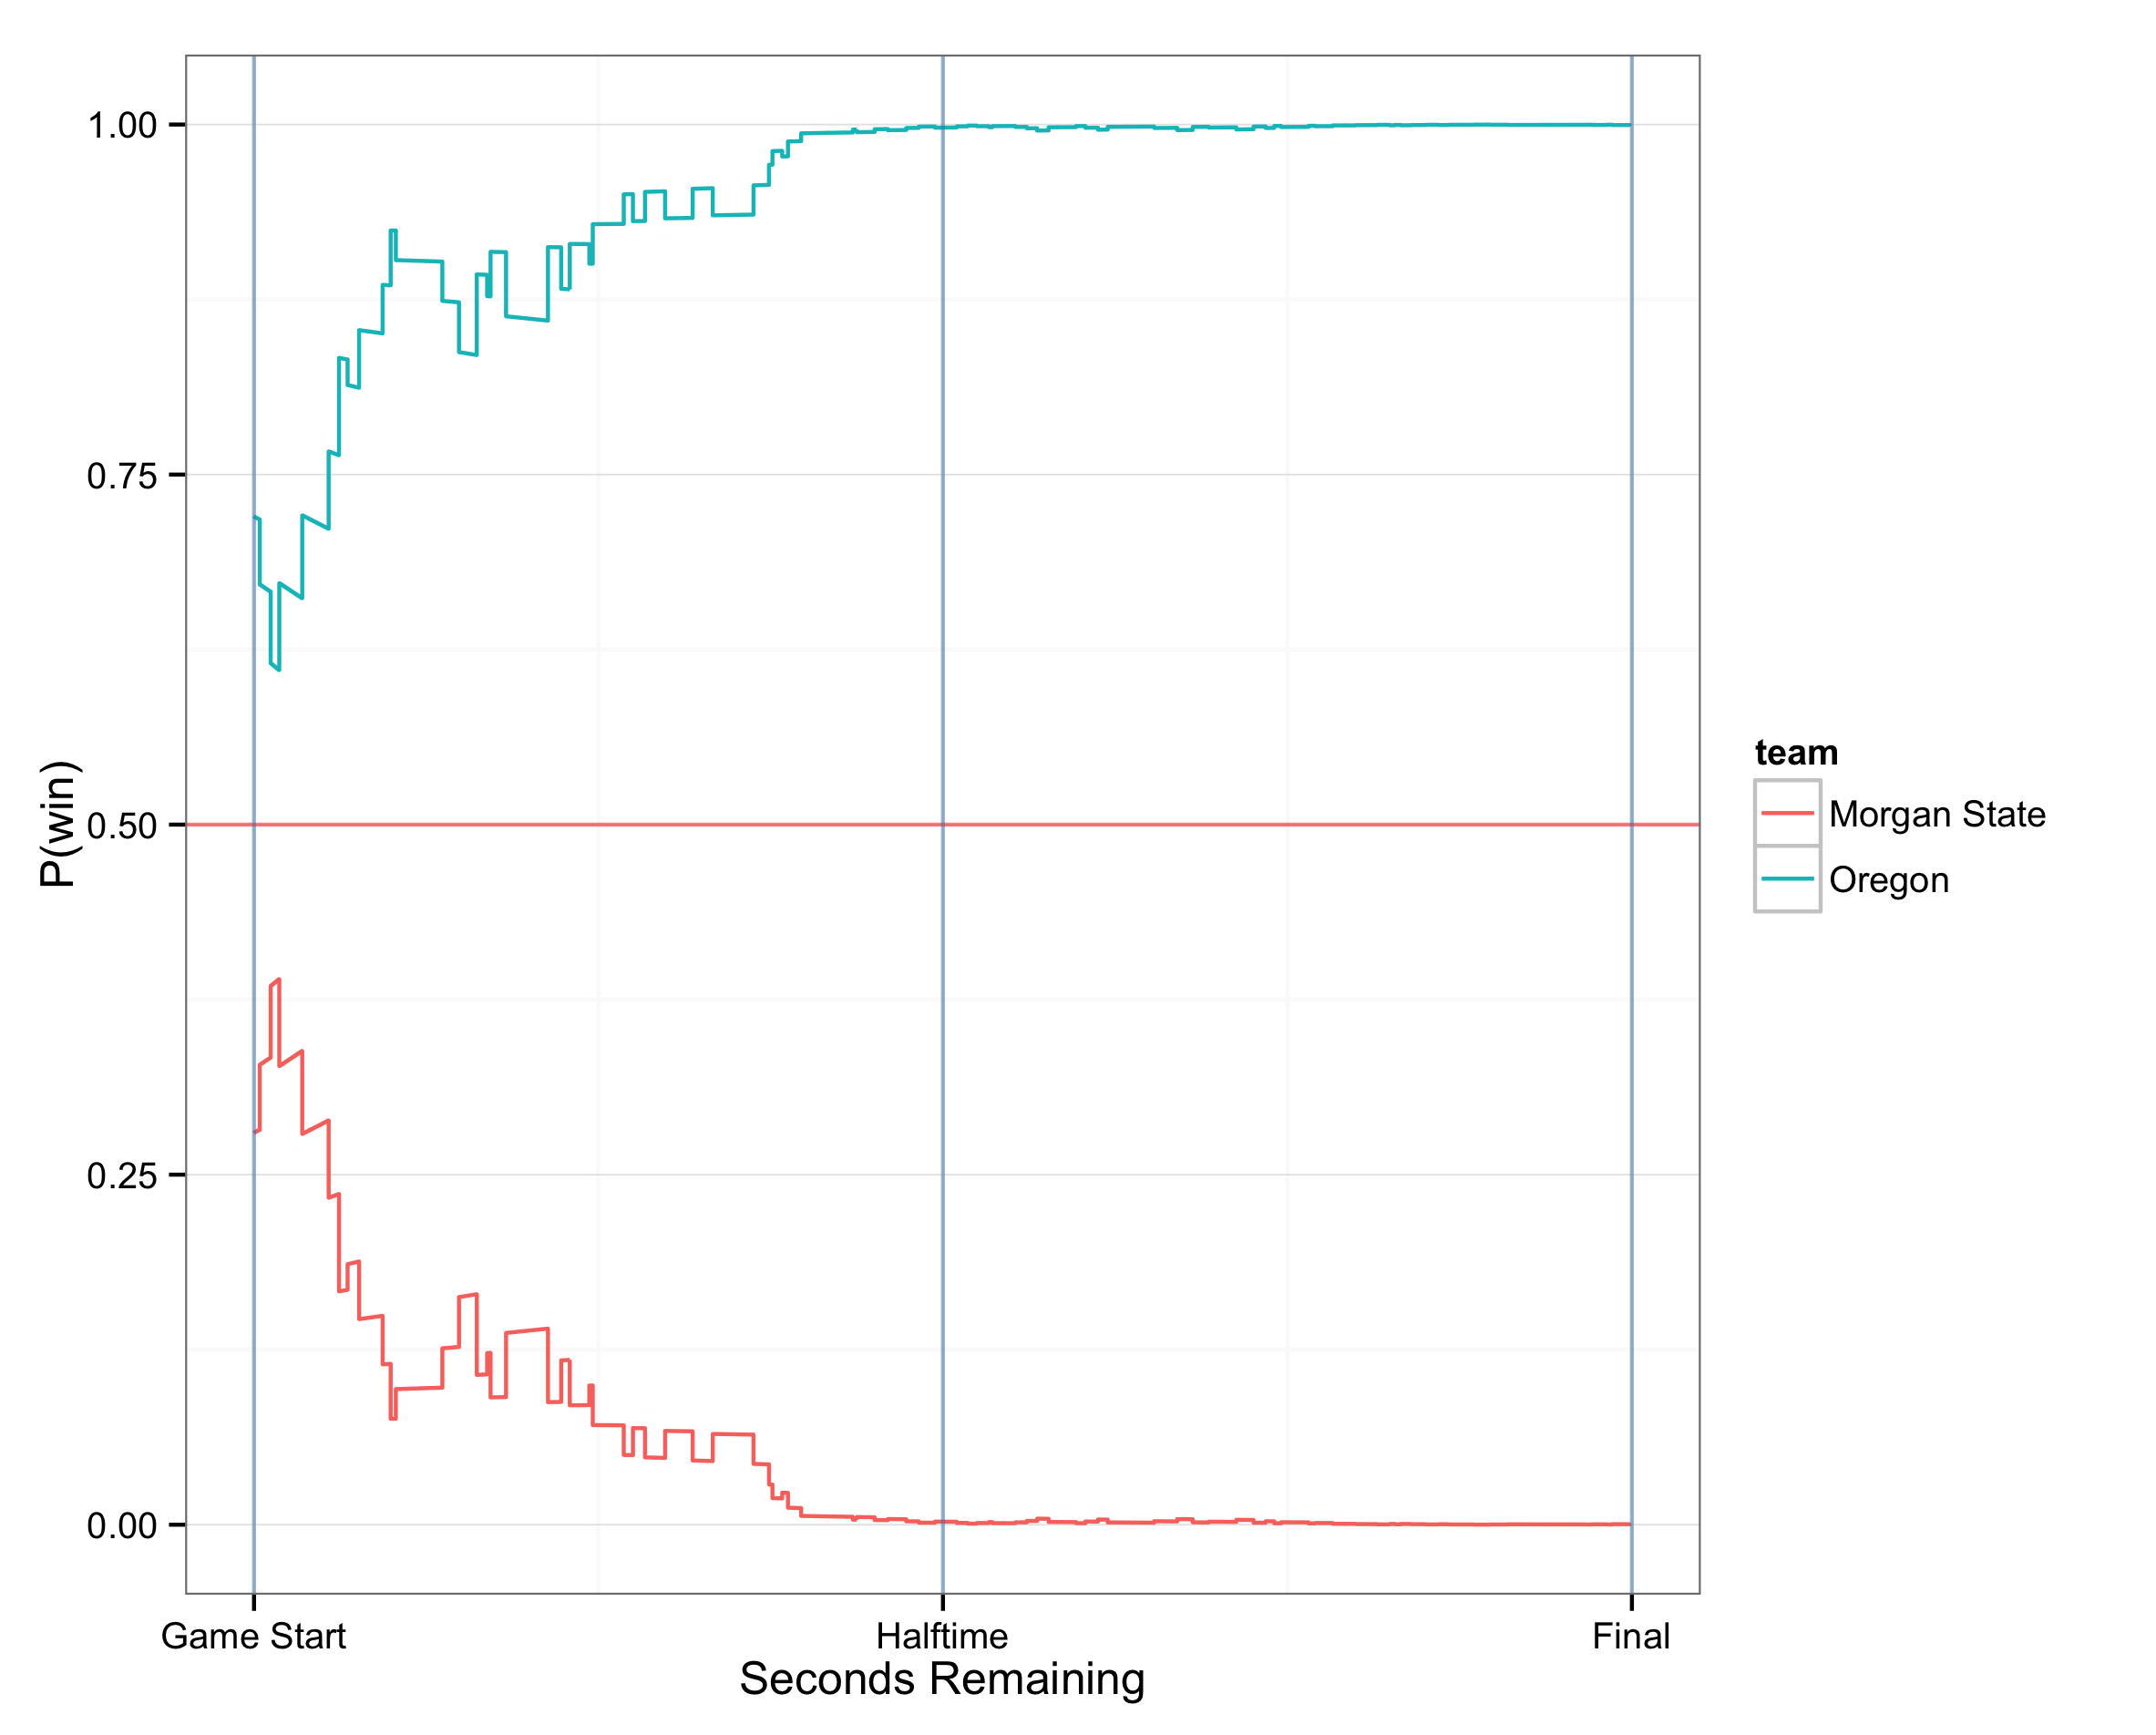 1.00
0.75
0.50
0.25
0.00
P(win)
Game Start
Halftime
Final
Seconds Remaining
team
Morgan State
Oregon